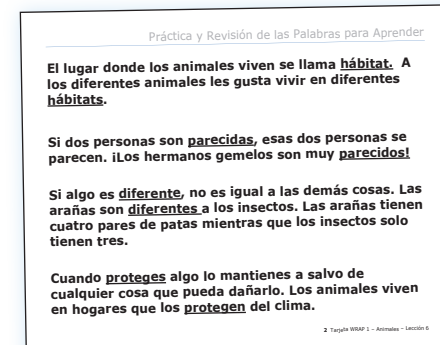 Práctica y Revisión de las Palabras para Aprender
El lugar donde los animales viven se llama hábitat. A
los diferentes animales les gusta vivir en diferentes
hábitats.
Si dos personas son parecidas, esas dos personas se
parecen. ¡Los hermanos gemelos son muy parecidos!
Si algo es diferente, no es igual a las demás cosas. Las
arañas son diferentes a los insectos. Las arañas tienen
cuatro pares de patas mientras que los insectos solo
tienen tres.
Cuando proteges algo lo mantienes a salvo de
cualquier cosa que pueda dañarlo. Los animales viven
en hogares que los protegen del clima.
2 Tarjeta WRAP 1 – Animales – Lección 6